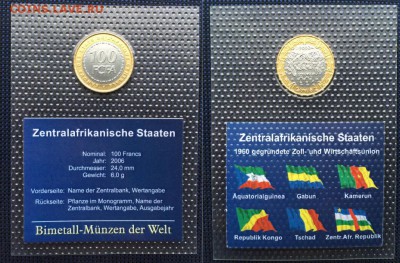 COINS.LAVE.RU
100
Zentralafrikanische Staaten
Nominal: 100 Francs
Jahr: 2006
Durchmesser: 24,0 mm
Gewicht: 6,0 g
Vorderseite: Name der Zentralbank, Wertangabe
Rückseite: Pflanze im Monogramm, Name der
Zentralbank, Wertangabe, Ausgabejahr
Bimetall-Münzen der Welt
Zentralafrikanische Staaten
1960 gegründete Zoll- und Wirtschaftsunion
Äquatorialguinea Gabun Kamerun
Republik Kongo Tschad Zentr.Afr. Republik